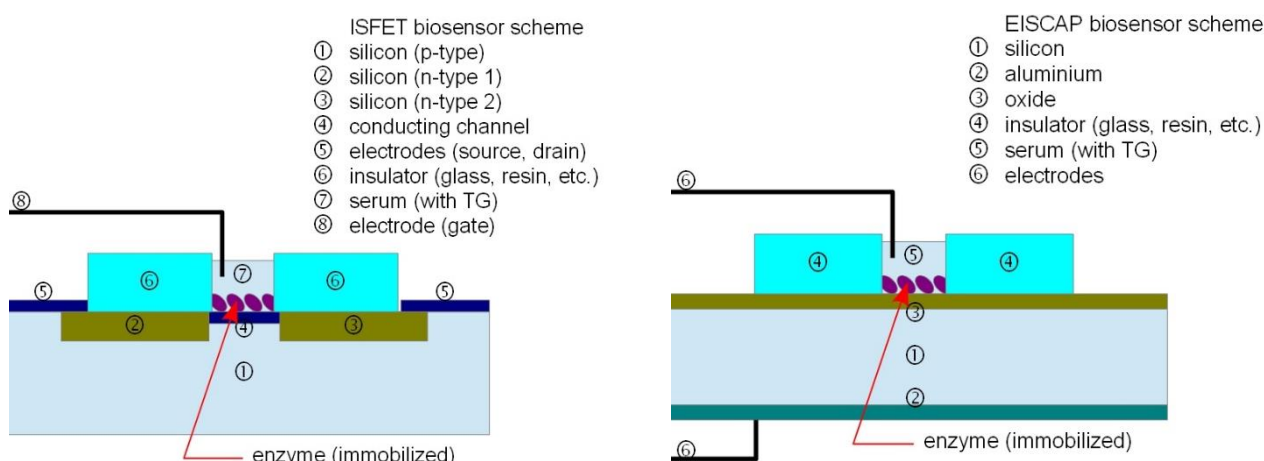 ISFET biosensor scheme
① silicon (p-type)
② silicon (n-type 1)
③ silicon (n-type 2)
④ conducting channel
⑤ electrodes (source, drain)
⑥ insulator (glass, resin, etc.)
⑦ serum (with TG)
⑧ electrode (gate)
⑧
⑦
⑥ ⑥
⑤ ⑤
④
② ③
①
enzyme (immobilized)
EISCAP biosensor scheme
① silicon
② aluminium
③ oxide
④ insulator (glass, resin, etc.)
⑤ serum (with TG)
⑥ electrodes
⑥
⑤
④ ④
③
①
②
⑥
enzyme (immobilized)